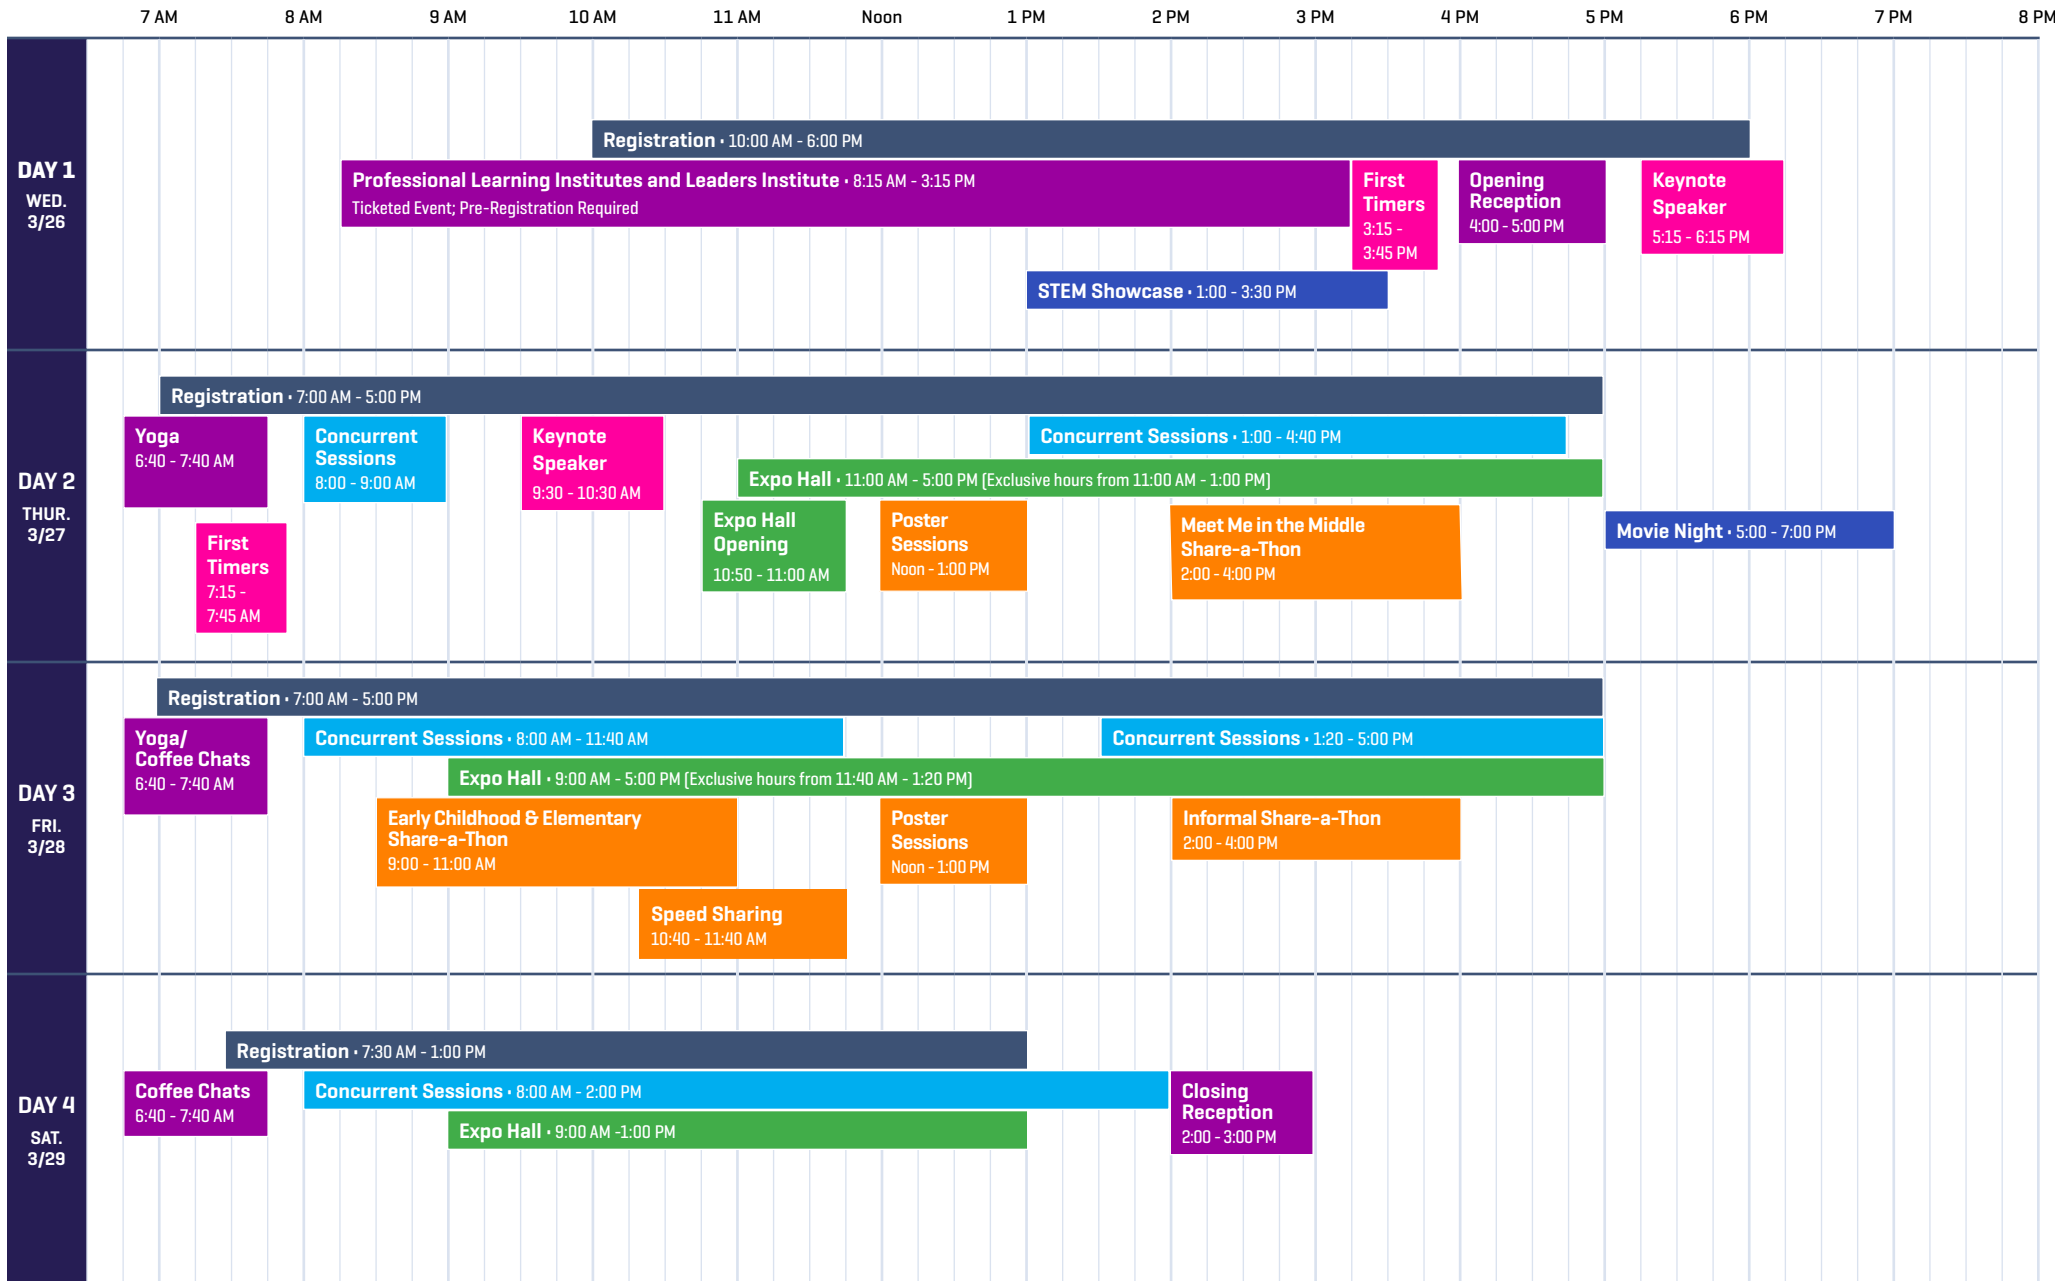 7 AM 8 AM 9 AM 10 AM 11 AM Noon 1 PM 2 PM 3 PM 4 PM 5 PM 6 PM 7 PM 8 PM
DAY 1
WED.
3/26
Registration • 10:00 AM - 6:00 PM
Professional Learning Institutes and Leaders Institute • 8:15 AM - 3:15 PM
Ticketed Event; Pre-Registration Required
First
Timers
3:15 -
3:45 PM
Opening
Reception
4:00 - 5:00 PM
Keynote
Speaker
5:15 - 6:15 PM
STEM Showcase • 1:00 - 3:30 PM
DAY 2
THUR.
3/27
Registration • 7:00 AM - 5:00 PM
Yoga
6:40 - 7:40 AM
Concurrent
Sessions
8:00 - 9:00 AM
Keynote
Speaker
9:30 - 10:30 AM
Concurrent Sessions • 1:00 - 4:40 PM
Expo Hall • 11:00 AM - 5:00 PM (Exclusive hours from 11:00 AM - 1:00 PM)
First
Timers
7:15 -
7:45 AM
Expo Hall
Opening
10:50 - 11:00 AM
Poster
Sessions
Noon - 1:00 PM
Meet Me in the Middle
Share-a-Thon
2:00 - 4:00 PM
Movie Night • 5:00 - 7:00 PM
DAY 3
FRI.
3/28
Registration • 7:00 AM - 5:00 PM
Yoga/
Coffee Chats
6:40 - 7:40 AM
Concurrent Sessions • 8:00 AM - 11:40 AM
Concurrent Sessions • 1:20 - 5:00 PM
Expo Hall • 9:00 AM - 5:00 PM (Exclusive hours from 11:40 AM - 1:20 PM)
Early Childhood & Elementary
Share-a-Thon
9:00 - 11:00 AM
Poster
Sessions
Noon - 1:00 PM
Informal Share-a-Thon
2:00 - 4:00 PM
Speed Sharing
10:40 - 11:40 AM
DAY 4
SAT.
3/29
Registration • 7:30 AM - 1:00 PM
Coffee Chats
6:40 - 7:40 AM
Concurrent Sessions • 8:00 AM - 2:00 PM
Closing
Reception
2:00 - 3:00 PM
Expo Hall • 9:00 AM -1:00 PM